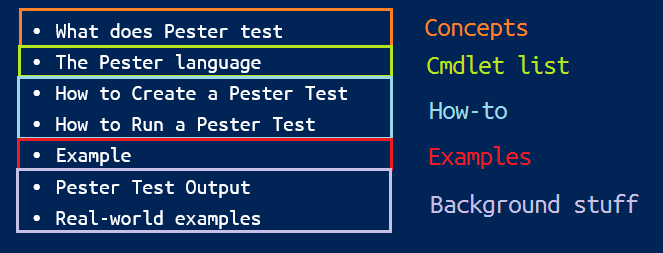 • What does Pester test
Concepts
• The Pester language
Cmdlet list
• How to Create a Pester Test
How-to
• How to Run a Pester Test
• Example
Examples
• Pester Test Output
Background stuff
• Real-world examples